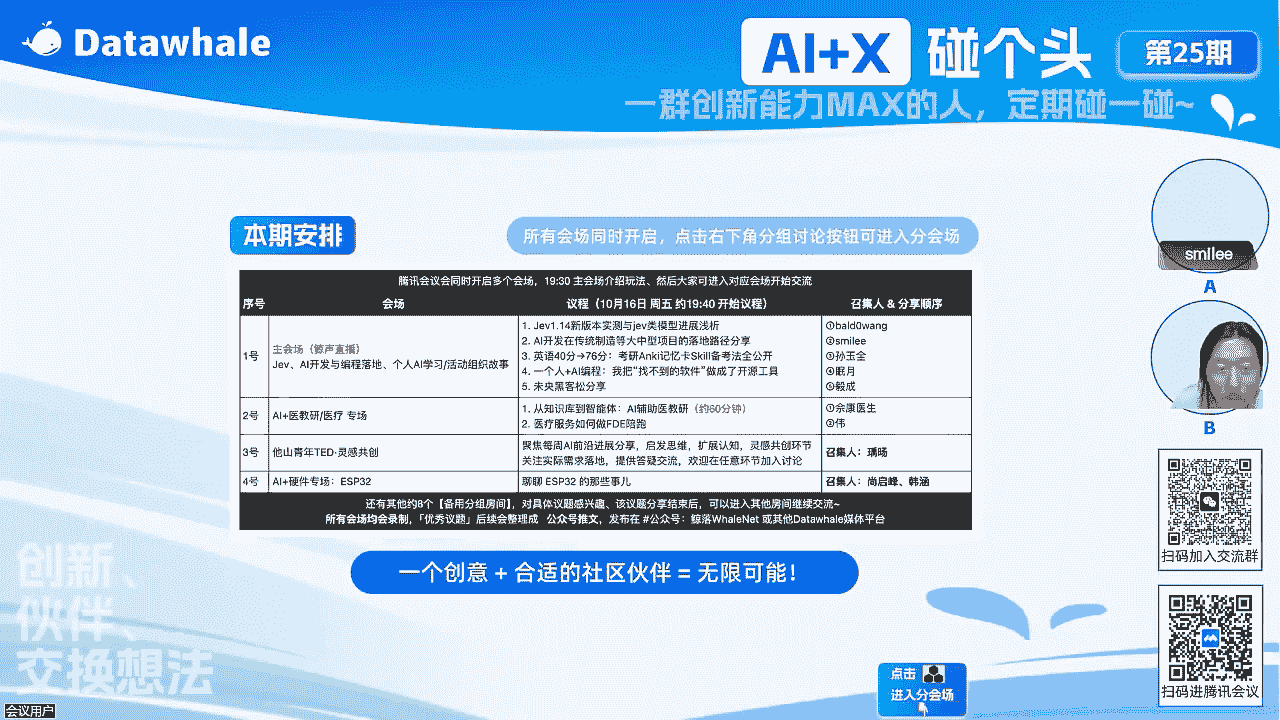 Datawhale
AI+X 碰个头 第25期
一群创新能力MAX的人，定期碰一碰~
本期安排
所有会场同时开启，点击右下角分组讨论按钮可进入分会场
腾讯会议会同时开启多个会场，19:30 主会场介绍玩法、然后大家可进入对应会场开始交流
序号 会场 议程（10月16日 周五 约19:40 开始议程） 召集人 & 分享顺序
1号
主会场（鲸声直播）
Jev、AI开发与编程落地、个人AI学习/活动组织故事
1. Jev1.14新版本实测与jev类模型进展浅析
2. AI开发在传统制造等大中型项目的落地路径分享
3. 英语40分→76分：考研Anki记忆卡Skill备考法全公开
4. 一个人+AI编程：我把“找不到的软件”做成了开源工具
5. 未央黑客松分享
①bald0wang
②smilee
③孙玉全
④眠月
⑤毅成
2号 AI+医教研/医疗 专场
1. 从知识库到智能体：AI辅助医教研（约60分钟）
2. 医疗服务如何做FDE陪跑
①余康医生
②伟
3号 他山青年TED·灵感共创
聚焦每周AI前沿进展分享，启发思维，扩展认知，灵感共创环节
关注实际需求落地，提供答疑交流，欢迎在任意环节加入讨论
召集人：瑀旸
4号 AI+硬件专场：ESP32 聊聊 ESP32 的那些事儿 召集人：尚启峰、韩涵
还有其他约8个【备用分组房间】，对具体议题感兴趣、该议题分享结束后，可以进入其他房间继续交流~
所有会场均会录制，「优秀议题」后续会整理成 公众号推文，发布在 #公众号：鲸落WhaleNet 或其他Datawhale媒体平台
一个创意 + 合适的社区伙伴 = 无限可能！
smilee
A
B
扫码加入交流群
扫码进腾讯会议
创新、
伙伴、
交换想法
点击
进入分会场
会议用户